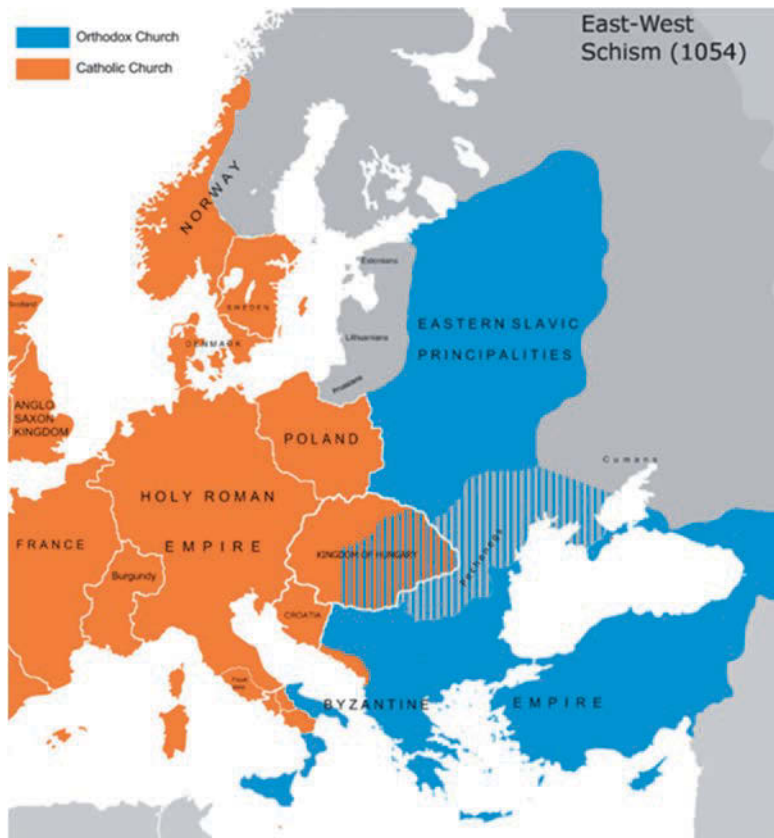 Orthodox Church
Catholic Church
East-West
Schism (1054)
NORWAY
SWEDEN
DENMARK
Estonians
Lithuanians
Prussians
EASTERN SLAVIC
PRINCIPALITIES
Scotland
ANGLO
SAXON
KINGDOM
POLAND
Cumans
HOLY ROMAN
EMPIRE
FRANCE
Burgundy
KINGDOM OF HUNGARY
Pechenegs
CROATIA
BYZANTINE
EMPIRE